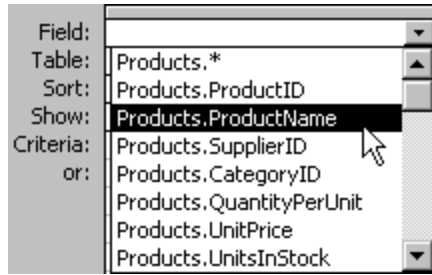 Field:
Table: Products.*
Sort: Products.ProductID
Show: Products.ProductName
Criteria: Products.SupplierID
or: Products.CategoryID
Products.QuantityPerUnit
Products.UnitPrice
Products.UnitsInStock